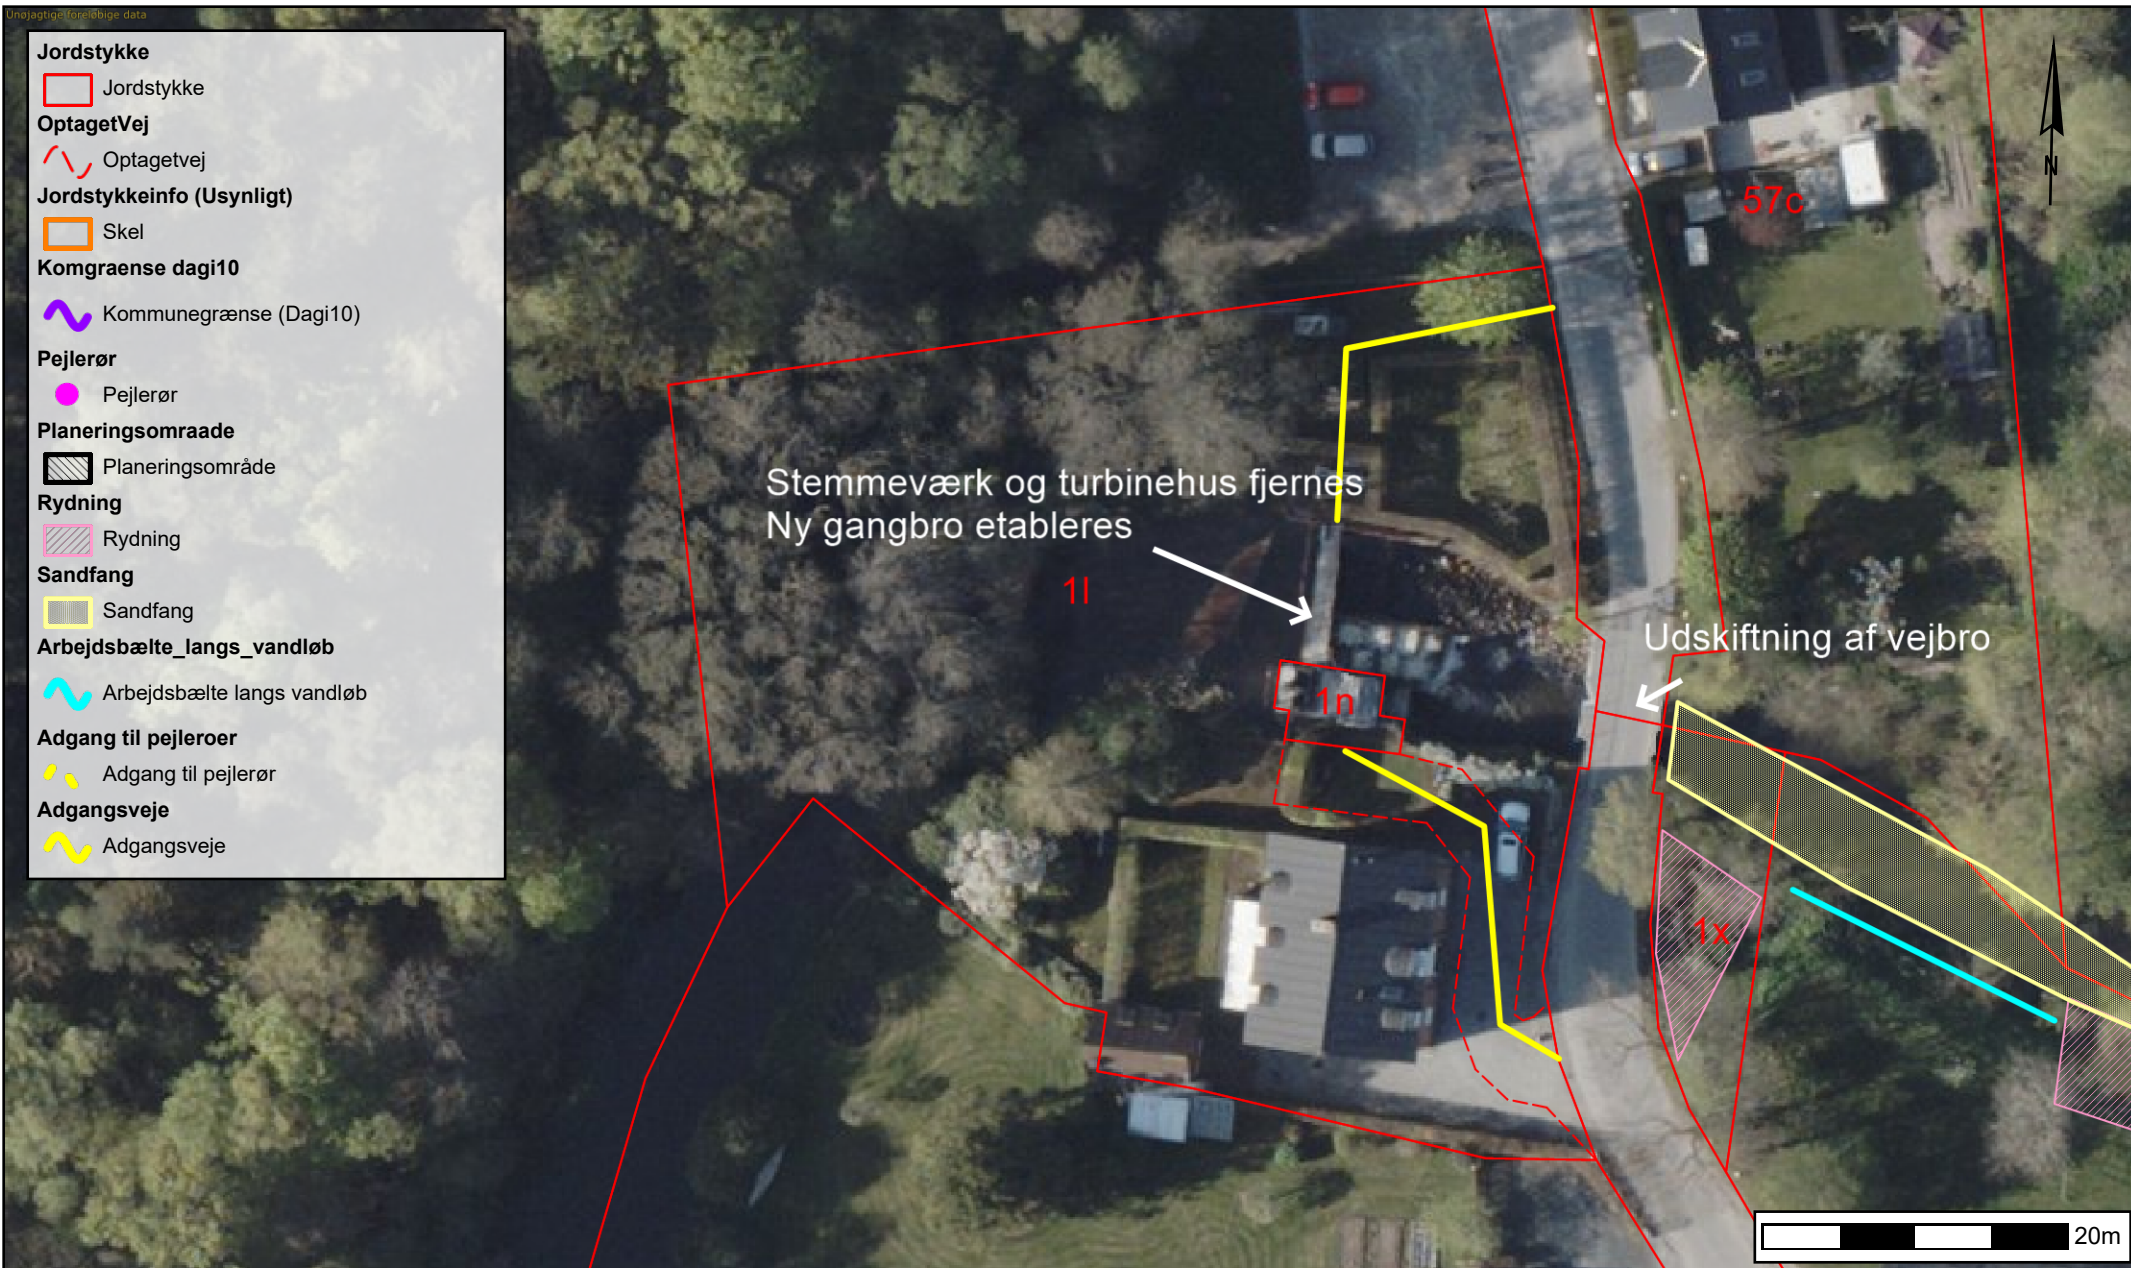 Unøjagtige foreløbige data
Jordstykke
Jordstykke
OptagetVej
Optagetvej
Jordstykkeinfo (Usynligt)
Skel
Komgraense dagi10
Kommunegrænse (Dagi10)
Pejlerør
Pejlerør
Planeringsomraade
Planeringsområde
Rydning
Rydning
Sandfang
Sandfang
Arbejdsbælte_langs_vandløb
Arbejdsbælte langs vandløb
Adgang til pejleroer
Adgang til pejlerør
Adgangsveje
Adgangsveje
N
57c
Stemmeværk og turbinehus fjernes
Ny gangbro etableres
1l
Udskiftning af vejbro
1n
1x
20m